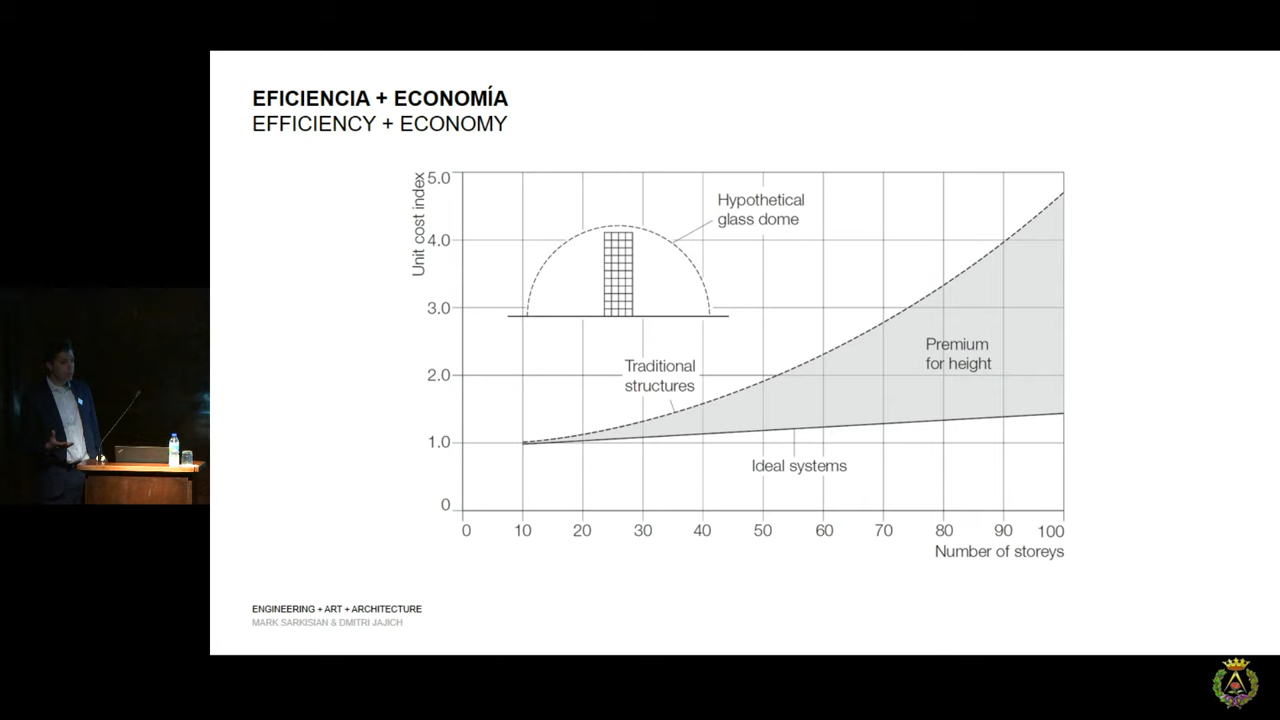 EFICIENCIA + ECONOMÍA
EFFICIENCY + ECONOMY
Unit cost index
5.0
4.0
3.0
2.0
1.0
0
Hypothetical
glass dome
Traditional
structures
Premium
for height
Ideal systems
0 10 20 30 40 50 60 70 80 90 100
Number of storeys
ENGINEERING + ART + ARCHITECTURE
MARK SARKISIAN & DMITRI JAJICH